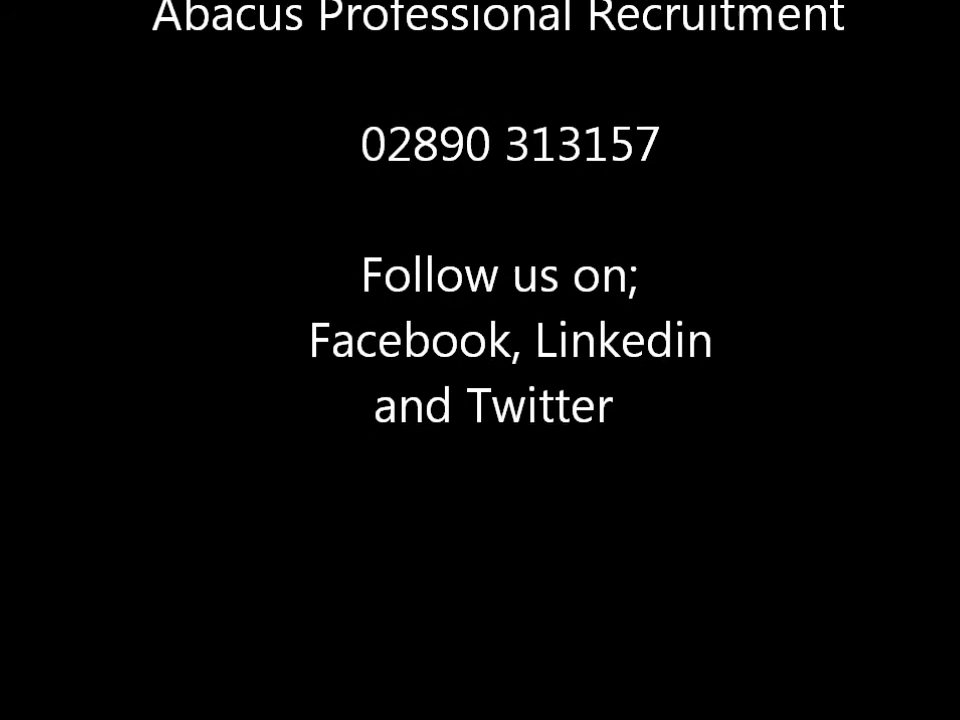 Abacus Professional Recruitment
02890 313157
Follow us on;
Facebook, Linkedin
and Twitter